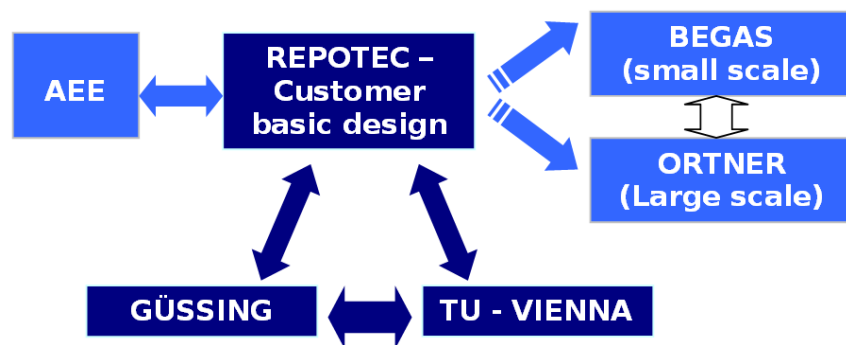 AEE
REPOTEC –
Customer
basic design
BEGAS
(small scale)
ORTNER
(Large scale)
GÜSSING
TU - VIENNA